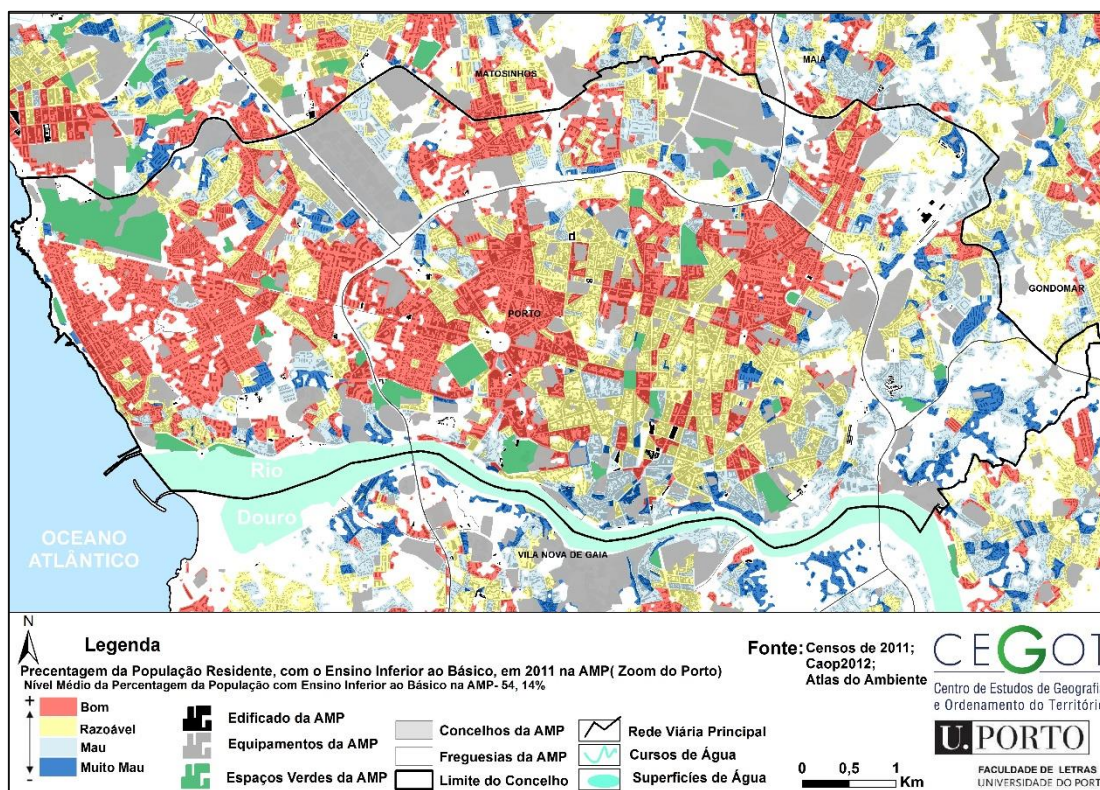 MATOSINHOS
MAIA
GONDOMAR
PORTO
Rio
Douro
OCEANO
ATLÂNTICO
VILA NOVA DE GAIA
N
Legenda
Precentagem da População Residente, com o Ensino Inferior ao Básico, em 2011 na AMP( Zoom do Porto)
Nível Médio da Percentagem da População com Ensino Inferior ao Básico na AMP- 54, 14%
+
Bom
Razoável
Mau
Muito Mau
-
Edificado da AMP
Equipamentos da AMP
Espaços Verdes da AMP
Concelhos da AMP
Freguesias da AMP
Limite do Concelho
Rede Viária Principal
Cursos de Água
Superficíes de Água
Fonte: Censos de 2011;
Caop2012;
Atlas do Ambiente
0 0,5 1
Km
CEGOT
Centro de Estudos de Geografia
e Ordenamento do Território
U. PORTO
FACULDADE DE LETRAS
UNIVERSIDADE DO PORT